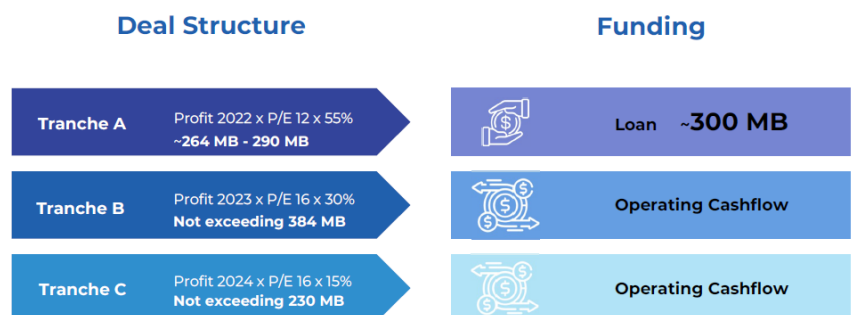 Deal Structure
Funding
Tranche A
Profit 2022 x P/E 12 x 55%
~264 MB - 290 MB
Loan ~300 MB
Tranche B
Profit 2023 x P/E 16 x 30%
Not exceeding 384 MB
Operating Cashflow
Tranche C
Profit 2024 x P/E 16 x 15%
Not exceeding 230 MB
Operating Cashflow